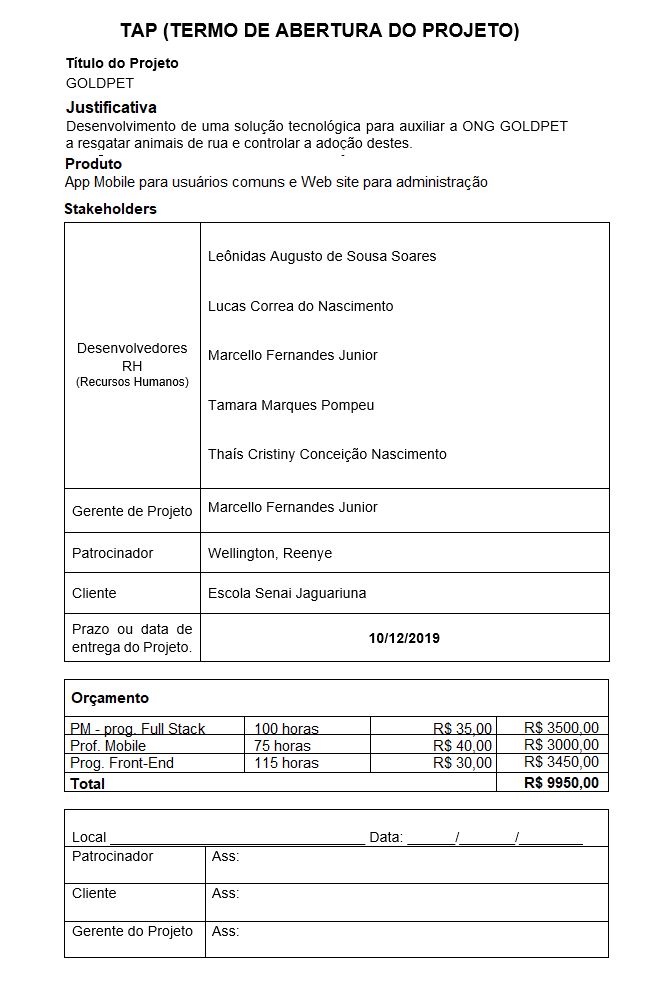 TAP (TERMO DE ABERTURA DO PROJETO)
Título do Projeto
GOLDPET
Justificativa
Desenvolvimento de uma solução tecnológica para auxiliar a ONG GOLDPET
a resgatar animais de rua e controlar a adoção destes.
Produto
App Mobile para usuários comuns e Web site para administração
Stakeholders
Desenvolvedores
RH
(Recursos Humanos)
Leônidas Augusto de Sousa Soares
Lucas Correa do Nascimento
Marcello Fernandes Junior
Tamara Marques Pompeu
Thaís Cristiny Conceição Nascimento
Gerente de Projeto Marcello Fernandes Junior
Patrocinador Wellington, Reenye
Cliente Escola Senai Jaguariuna
Prazo ou data de
entrega do Projeto.
10/12/2019
Orçamento
PM - prog. Full Stack 100 horas R$ 35,00 R$ 3500,00
Prof. Mobile 75 horas R$ 40,00 R$ 3000,00
Prog. Front-End 115 horas R$ 30,00 R$ 3450,00
Total R$ 9950,00
Local ________________________________ Data: ______/_______/________
Patrocinador Ass:
Cliente Ass:
Gerente do Projeto Ass: